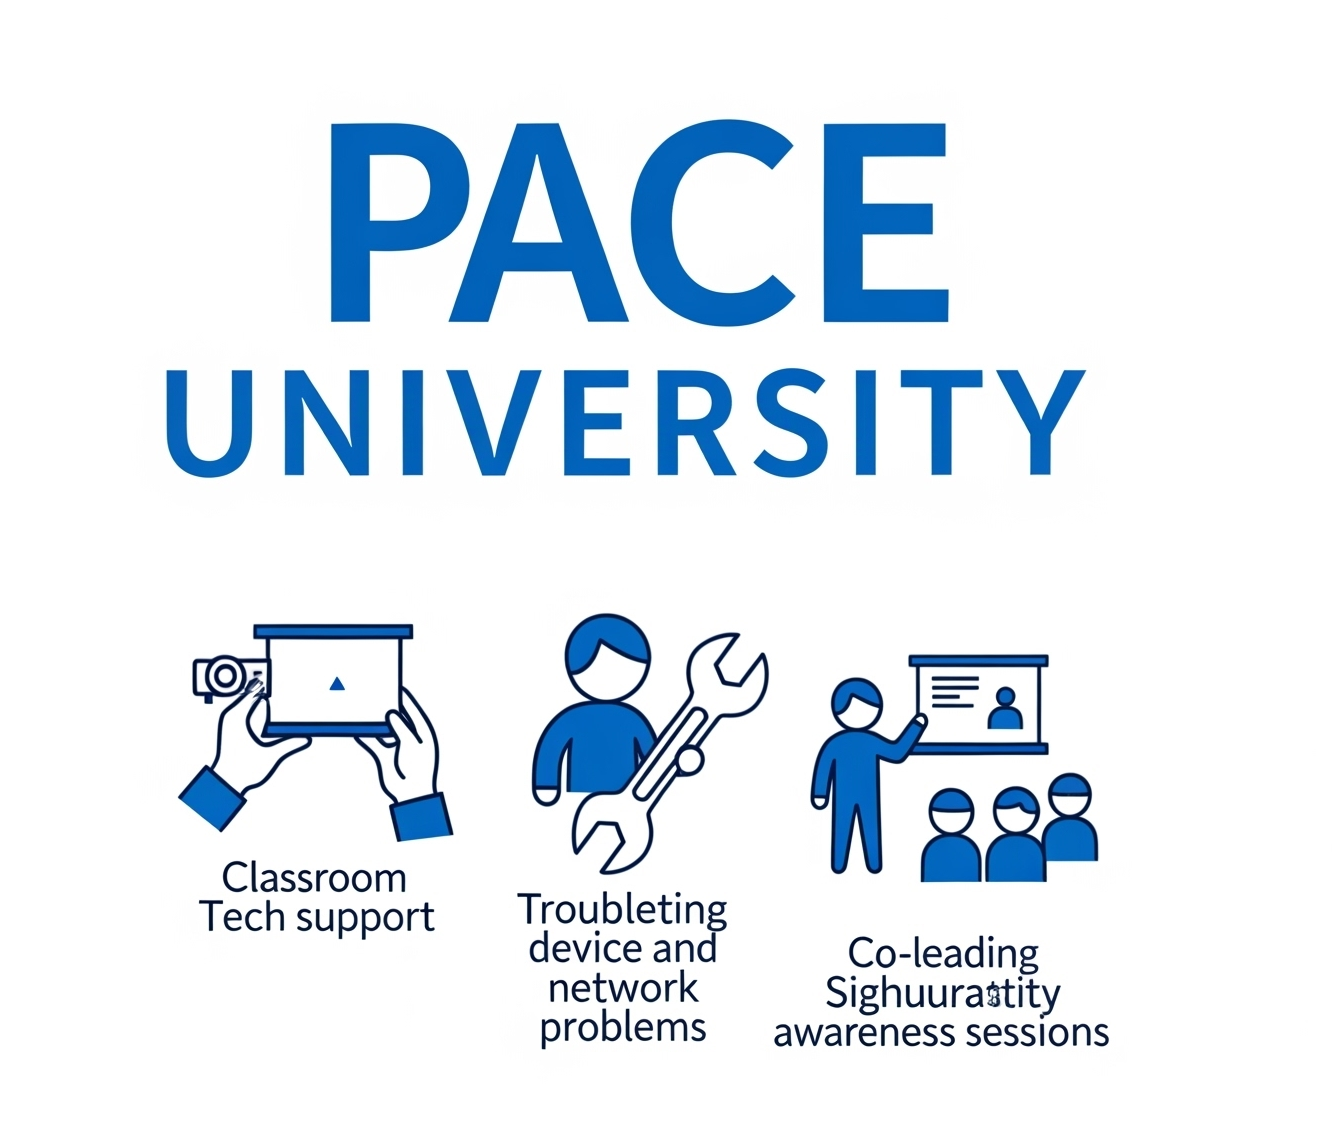 PACE
UNIVERSITY
Classroom
Tech support
Troubleting
device and
network
problems
Co-leading
awareness sessions